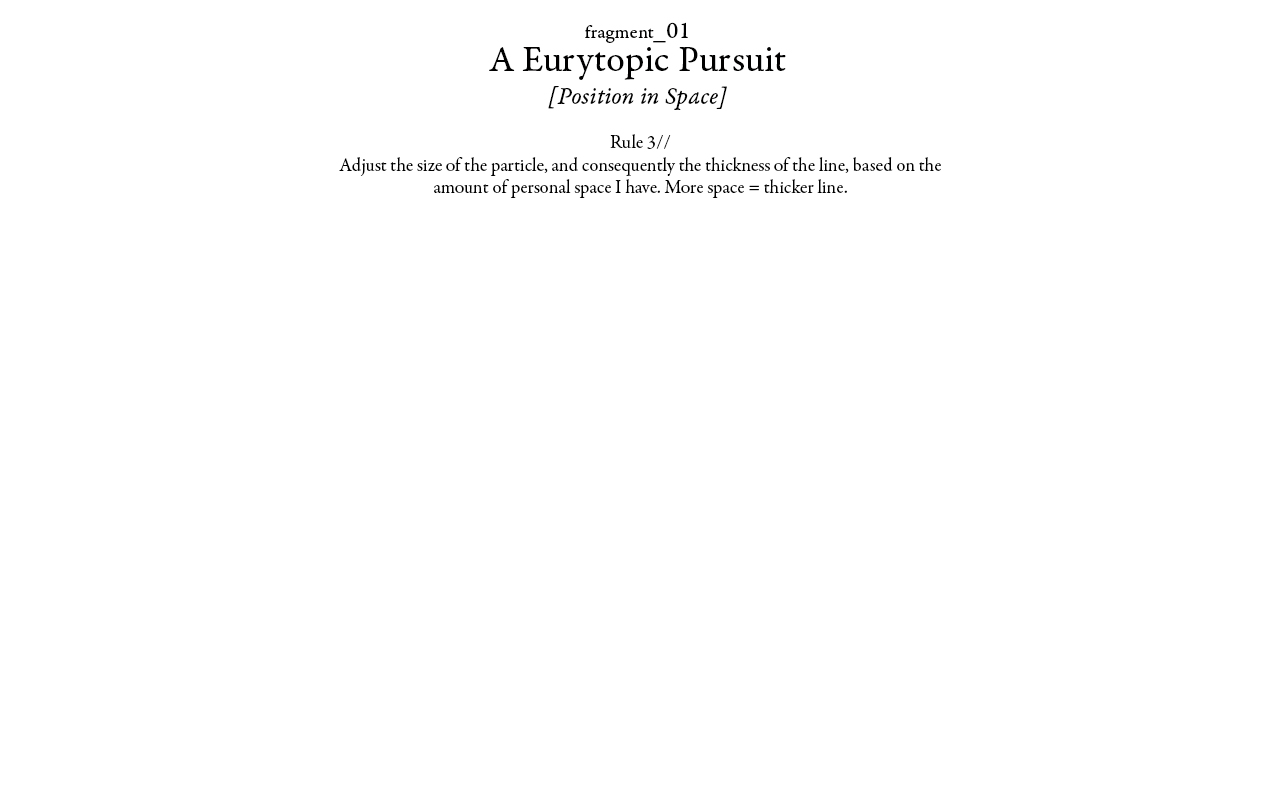 fragment_01
A Eurytopic Pursuit
[Position in Space]
Rule 3//
Adjust the size of the particle, and consequently the thickness of the line, based on the
amount of personal space I have. More space = thicker line.